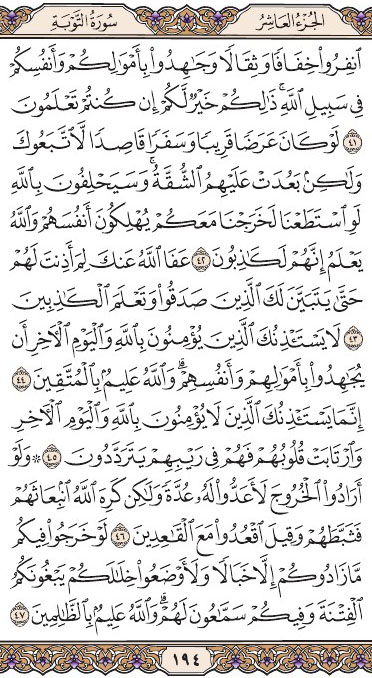 الجُزْءُ العَاشِرُ سُورَةُ التَّوْبَةِ
ٱنفِرُوا۟ خِفَافًا وَثِقَالًا وَجَٰهِدُوا۟ بِأَمْوَٰلِكُمْ وَأَنفُسِكُمْ
فِى سَبِيلِ ٱللَّهِ ۚ ذَٰلِكُمْ خَيْرٌ لَّكُمْ إِن كُنتُمْ تَعْلَمُونَ
٤١ لَوْ كَانَ عَرَضًا قَرِيبًا وَسَفَرًا قَاصِدًا لَّٱتَّبَعُوكَ
وَلَٰكِنۢ بَعُدَتْ عَلَيْهِمُ ٱلشُّقَّةُ ۚ وَسَيَحْلِفُونَ بِٱللَّهِ
لَوِ ٱسْتَطَعْنَا لَخَرَجْنَا مَعَكُمْ يُهْلِكُونَ أَنفُسَهُمْ وَٱللَّهُ
يَعْلَمُ إِنَّهُمْ لَكَٰذِبُونَ ٤٢ عَفَا ٱللَّهُ عَنكَ لِمَ أَذِنتَ لَهُمْ
حَتَّىٰ يَتَبَيَّنَ لَكَ ٱلَّذِينَ صَدَقُوا۟ وَتَعْلَمَ ٱلْكَٰذِبِينَ
٤٣ لَا يَسْتَـْٔذِنُكَ ٱلَّذِينَ يُؤْمِنُونَ بِٱللَّهِ وَٱلْيَوْمِ ٱلْـَٔاخِرِ أَن
يُجَٰهِدُوا۟ بِأَمْوَٰلِهِمْ وَأَنفُسِهِمْ ۗ وَٱللَّهُ عَلِيمٌۢ بِٱلْمُتَّقِينَ ٤٤
إِنَّمَا يَسْتَـْٔذِنُكَ ٱلَّذِينَ لَا يُؤْمِنُونَ بِٱللَّهِ وَٱلْيَوْمِ ٱلْـَٔاخِرِ
وَٱرْتَابَتْ قُلُوبُهُمْ فَهُمْ فِى رَيْبِهِمْ يَتَرَدَّدُونَ ٤٥ ۞ وَلَوْ
أَرَادُوا۟ ٱلْخُرُوجَ لَأَعَدُّوا۟ لَهُۥ عُدَّةً وَلَٰكِن كَرِهَ ٱللَّهُ ٱنۢبِعَاثَهُمْ
فَثَبَّطَهُمْ وَقِيلَ ٱقْعُدُوا۟ مَعَ ٱلْقَٰعِدِينَ ٤٦ لَوْ خَرَجُوا۟ فِيكُم
مَّا زَادُوكُمْ إِلَّا خَبَالًا وَلَأَوْضَعُوا۟ خِلَٰلَكُمْ يَبْغُونَكُمُ
ٱلْفِتْنَةَ وَفِيكُمْ سَمَّٰعُونَ لَهُمْ ۗ وَٱللَّهُ عَلِيمٌۢ بِٱلظَّٰلِمِينَ ٤٧
١٩٤